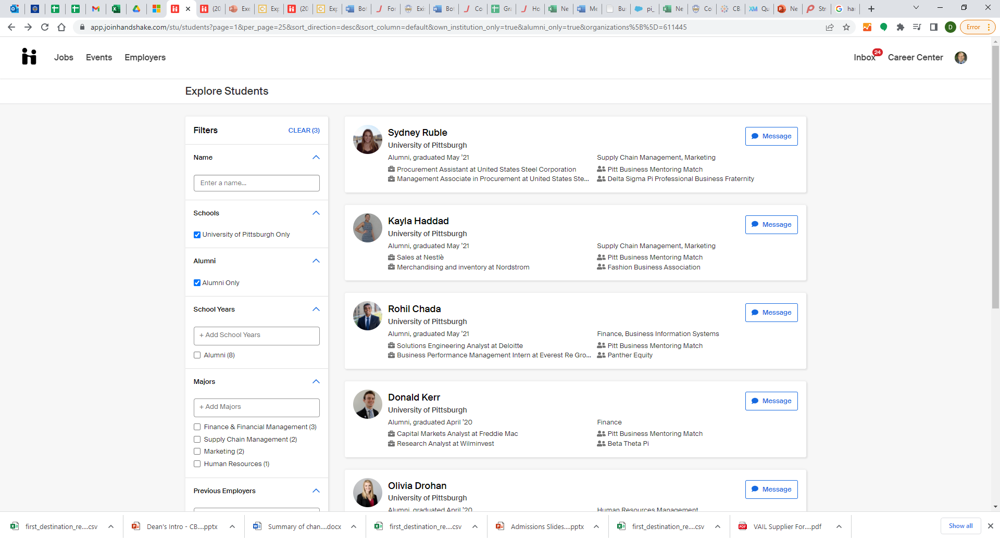 (20
Exe
Exp
(20
Exp
Bot
For
Exi
Bot
Co
Gra
Ho
Ne
Me
Bu
pi_
Ne
Co
CB
Qu
Ne
Str
har
app.joinhandshake.com/stu/students?page=1&per_page=25&sort_direction=desc&sort_column=default&own_institution_only=true&alumni_only=true&organizations%5B%5D=611445
D
Error
Jobs
Events
Employers
Inbox
24
Career Center
Explore Students
Filters
CLEAR (3)
Name
Enter a name...
Schools
University of Pittsburgh Only
Alumni
Alumni Only
School Years
+ Add School Years
Alumni (8)
Majors
+ Add Majors
Finance & Financial Management (3)
Supply Chain Management (2)
Marketing (2)
Human Resources (1)
Previous Employers
Sydney Ruble
Message
University of Pittsburgh
Alumni, graduated May '21
Supply Chain Management, Marketing
Procurement Assistant at United States Steel Corporation
Pitt Business Mentoring Match
Management Associate in Procurement at United States Ste...
Delta Sigma Pi Professional Business Fraternity
Kayla Haddad
Message
University of Pittsburgh
Alumni, graduated May '21
Supply Chain Management, Marketing
Sales at Nestlè
Pitt Business Mentoring Match
Merchandising and inventory at Nordstrom
Fashion Business Association
Rohil Chada
Message
University of Pittsburgh
Alumni, graduated May '21
Finance, Business Information Systems
Solutions Engineering Analyst at Deloitte
Pitt Business Mentoring Match
Business Performance Management Intern at Everest Re Gro...
Panther Equity
Donald Kerr
Message
University of Pittsburgh
Alumni, graduated April '20
Finance
Capital Markets Analyst at Freddie Mac
Pitt Business Mentoring Match
Research Analyst at Wilminvest
Beta Theta Pi
Olivia Drohan
Message
University of Pittsburgh
Alumni, graduated April '20
Human Resources Management
first_destination_re....csv
Dean's Intro - CB....pptx
Summary of chan....docx
first_destination_re....csv
Admissions Slides....pptx
first_destination_re....csv
VAIL Supplier For....pdf
Show all